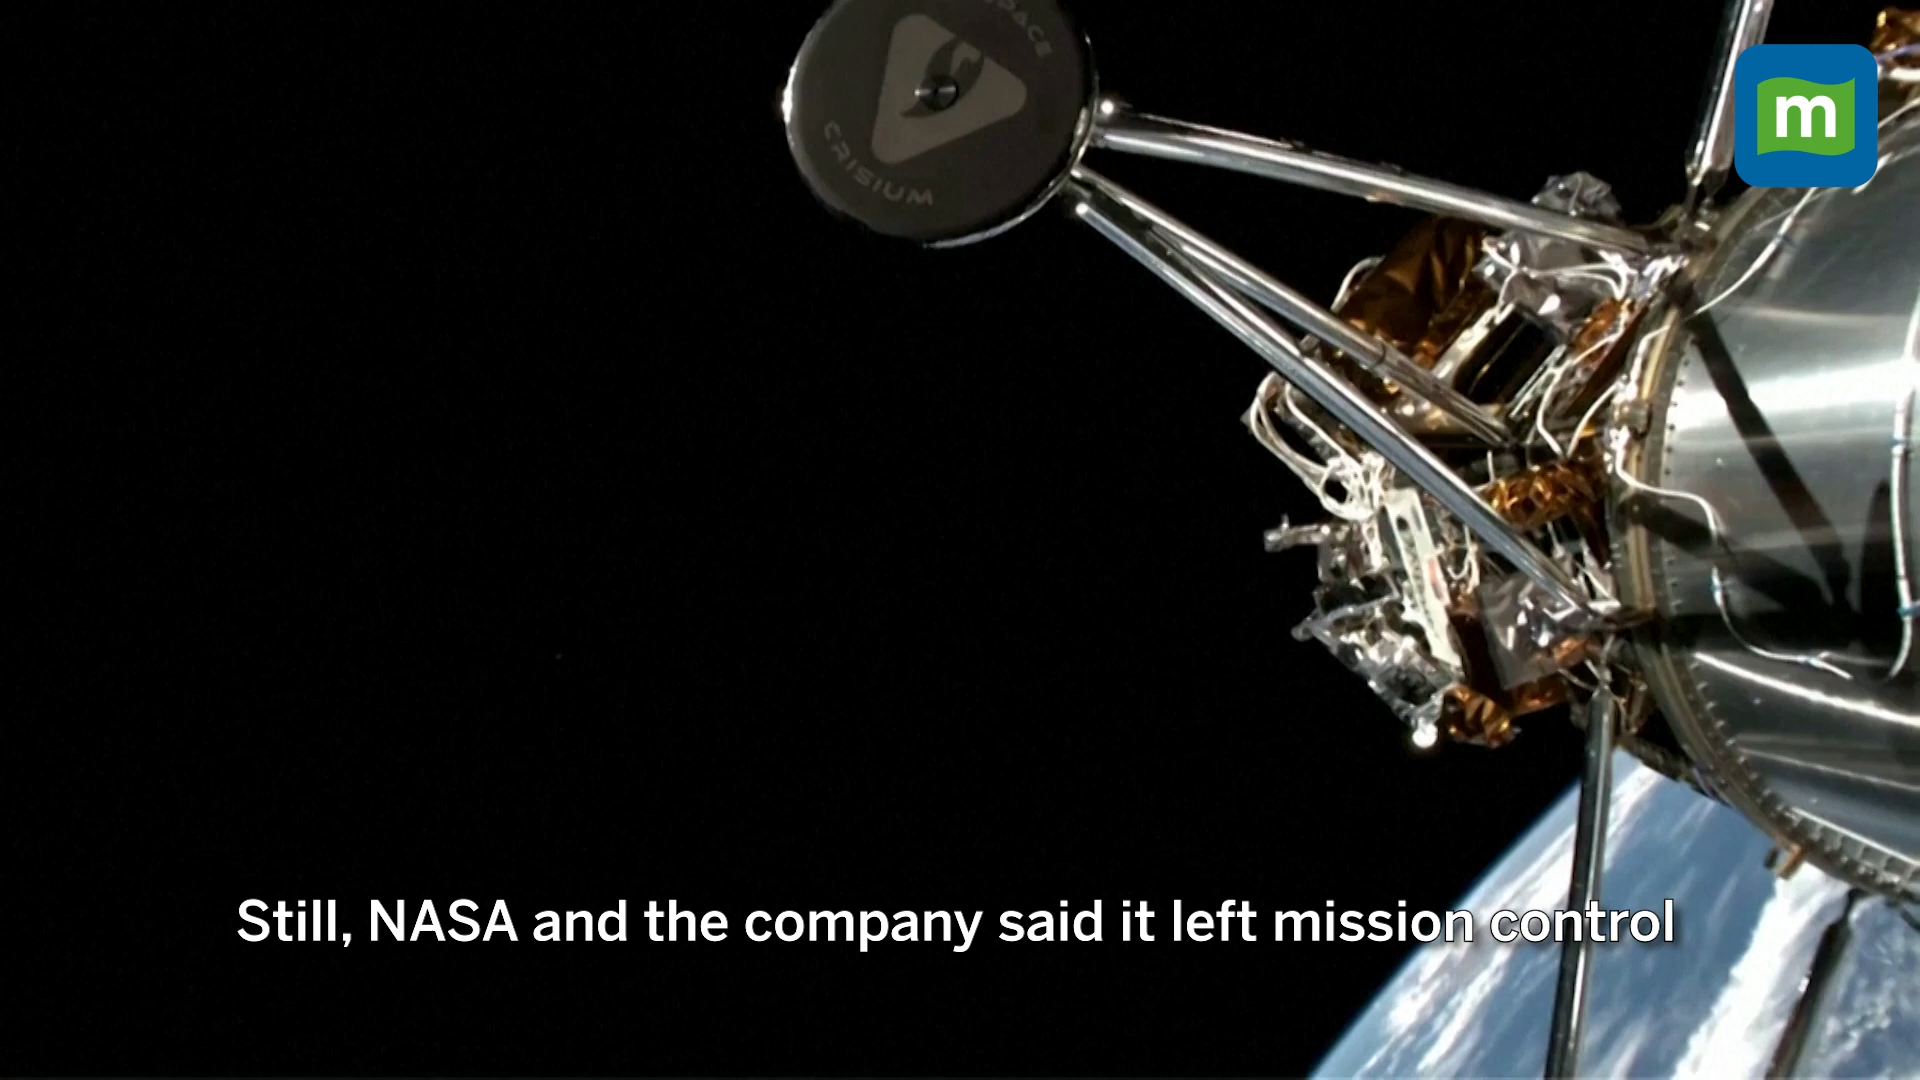 CRISIUM
m
Still, NASA and the company said it left mission control